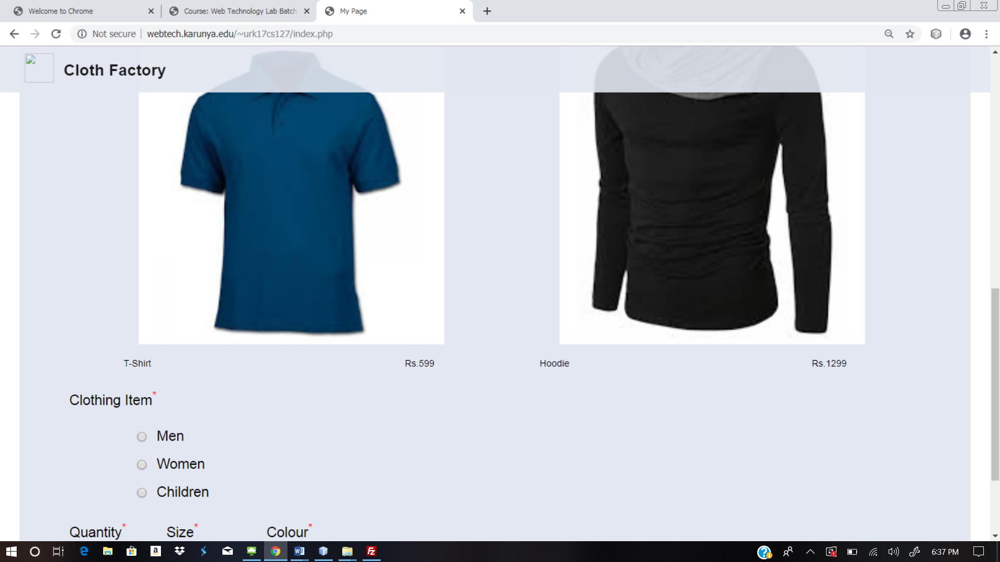 Welcome to Chrome
Course: Web Technology Lab Batch
My Page
Not secure
webtech.karunya.edu/~urk17cs127/index.php
Cloth Factory
T-Shirt
Rs.599
Hoodie
Rs.1299
Clothing Item*
Men
Women
Children
Quantity* Size* Colour*
6:37 PM